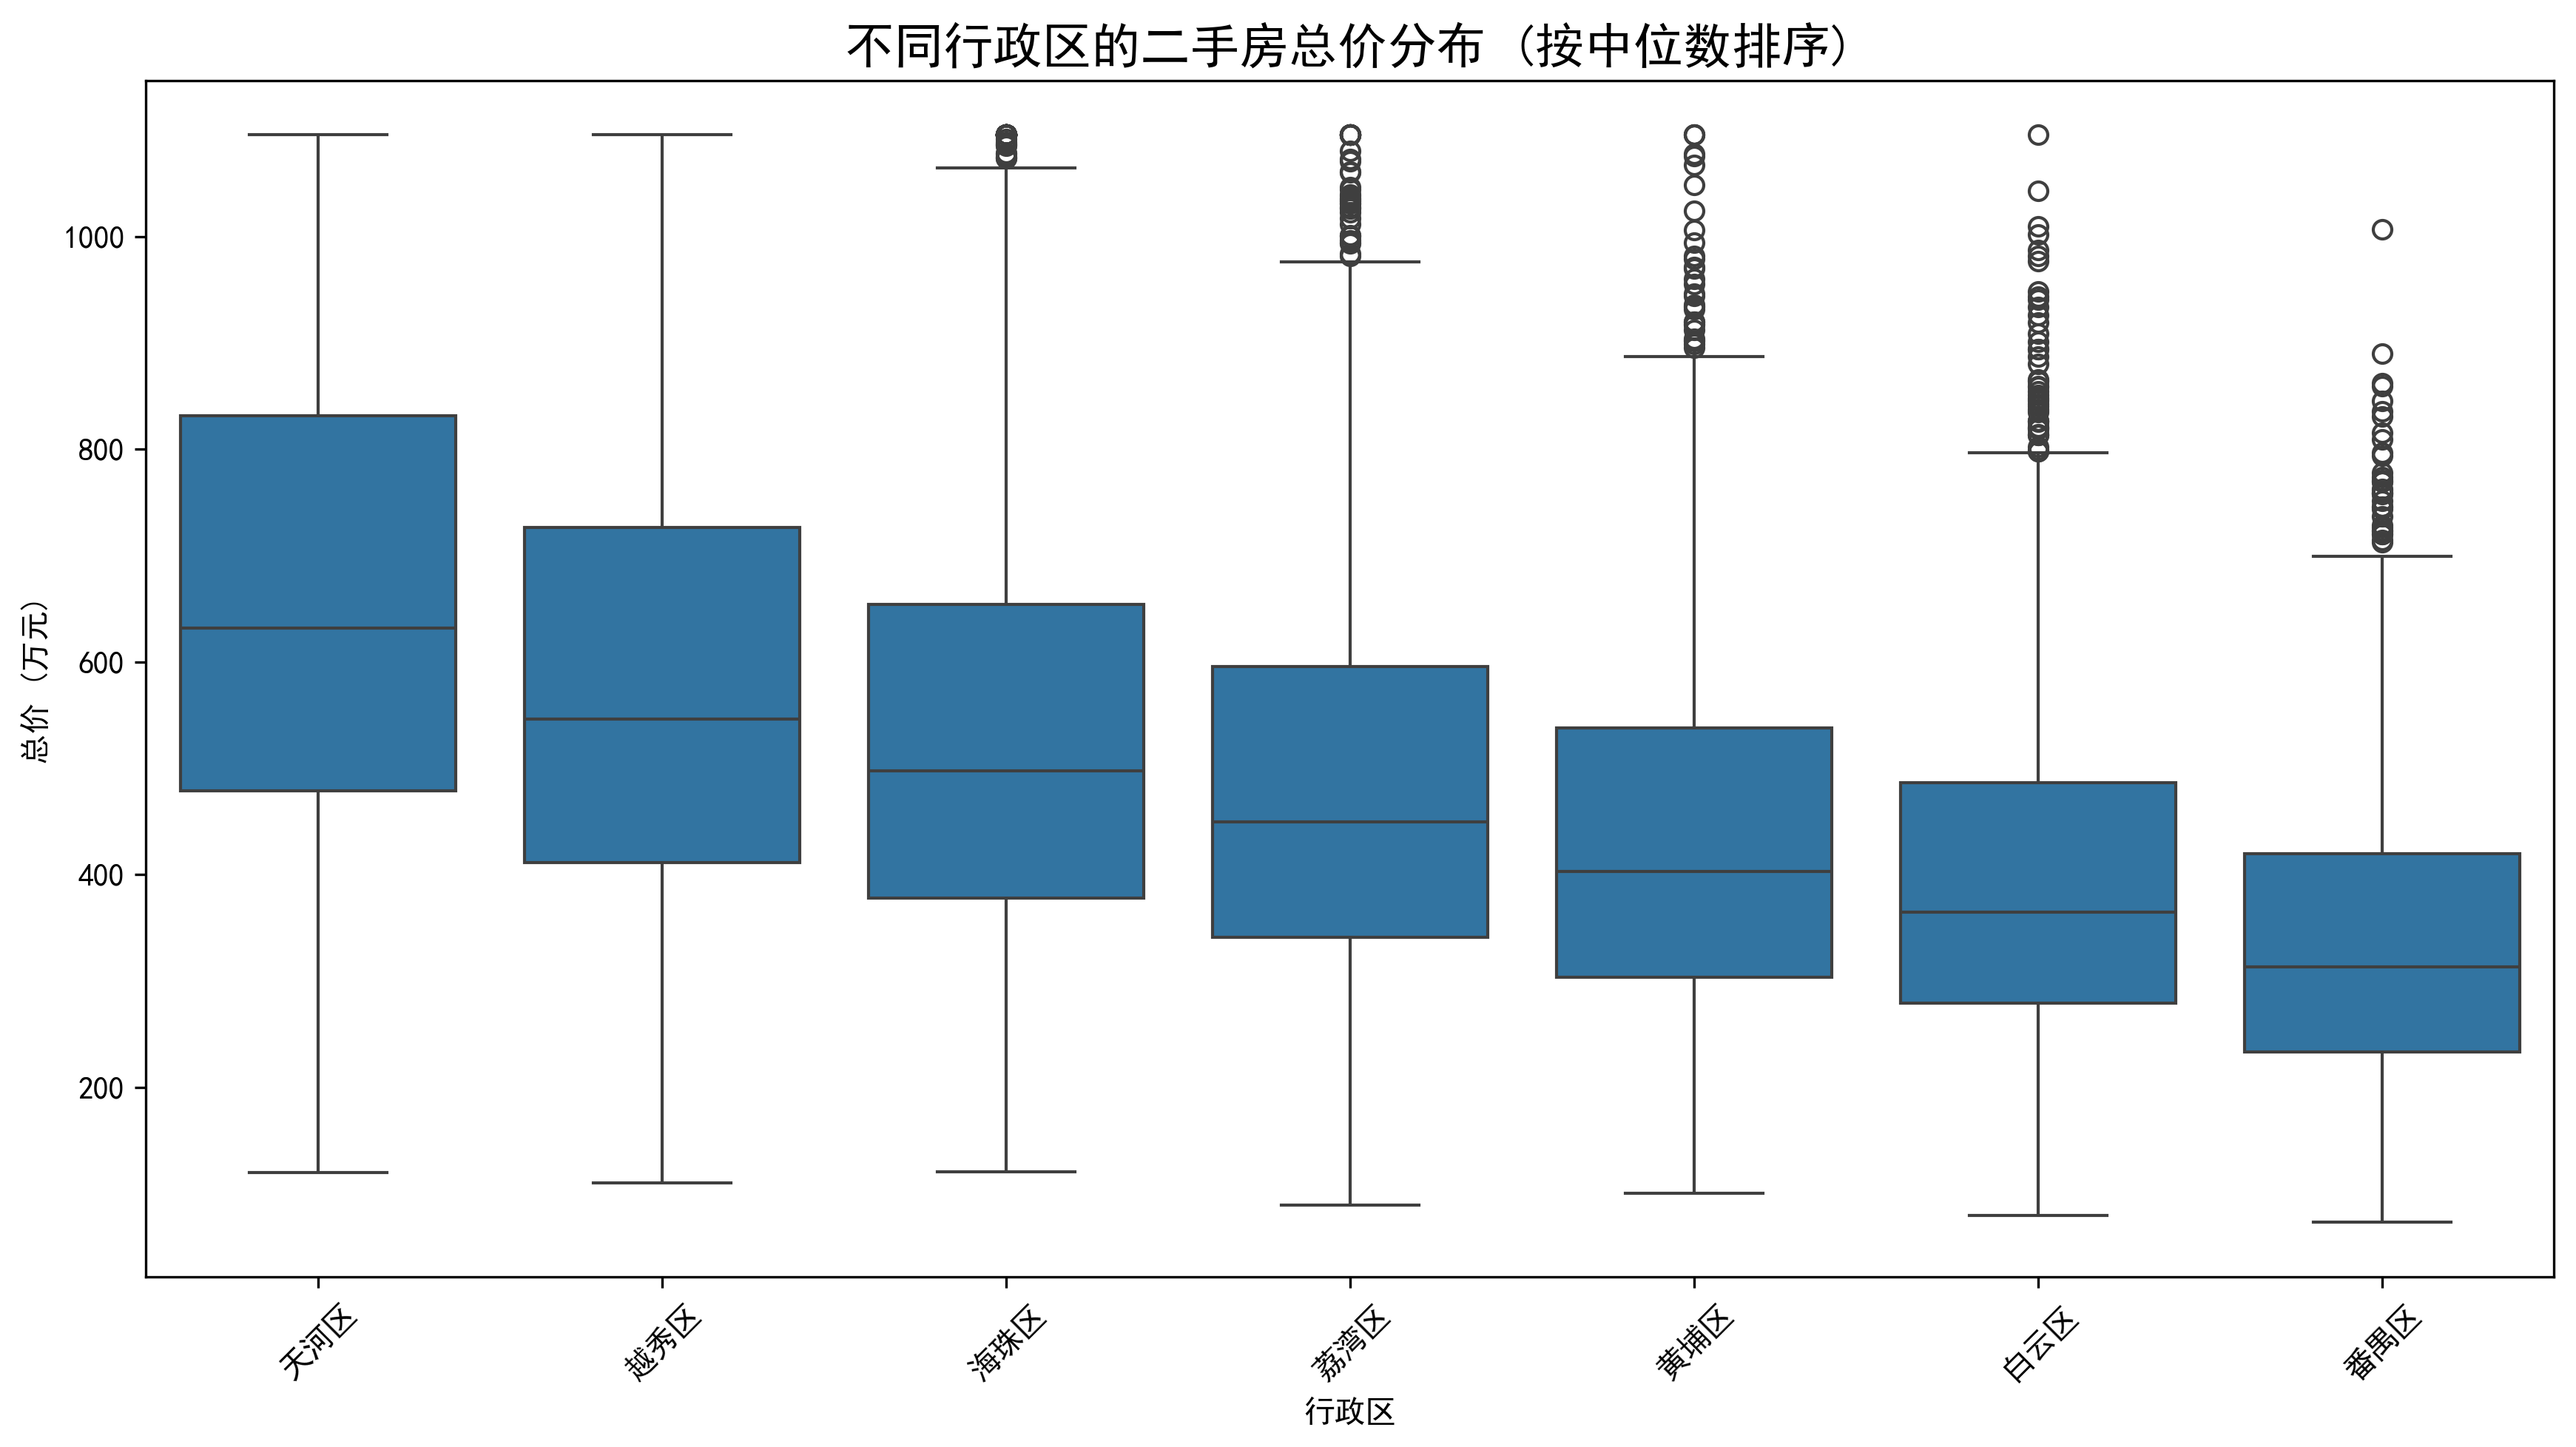 不同行政区的二手房总价分布 (按中位数排序)
总价 (万元)
1000
800
600
400
200
天河区
越秀区
海珠区
荔湾区
黄埔区
白云区
番禺区
行政区